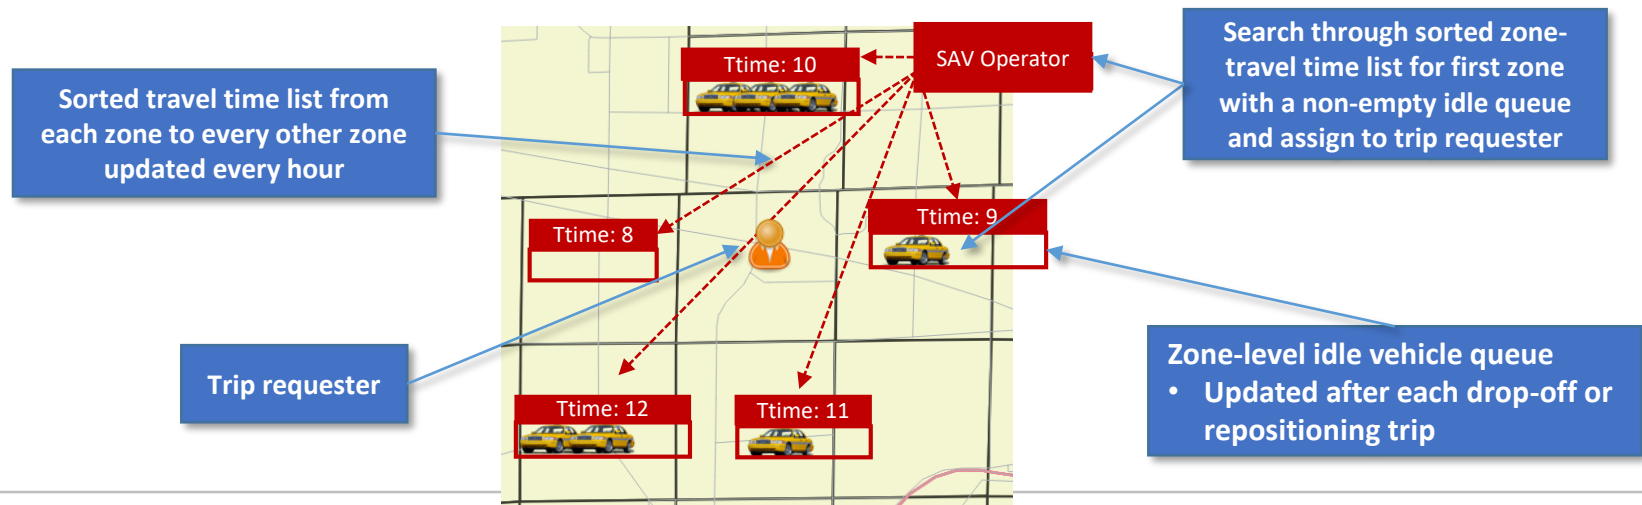 Sorted travel time list from
each zone to every other zone
updated every hour
Ttime: 10
SAV Operator
Search through sorted zone-
travel time list for first zone
with a non-empty idle queue
and assign to trip requester
Ttime: 8
Ttime: 9
Trip requester
Ttime: 12
Ttime: 11
Zone-level idle vehicle queue
• Updated after each drop-off or
repositioning trip